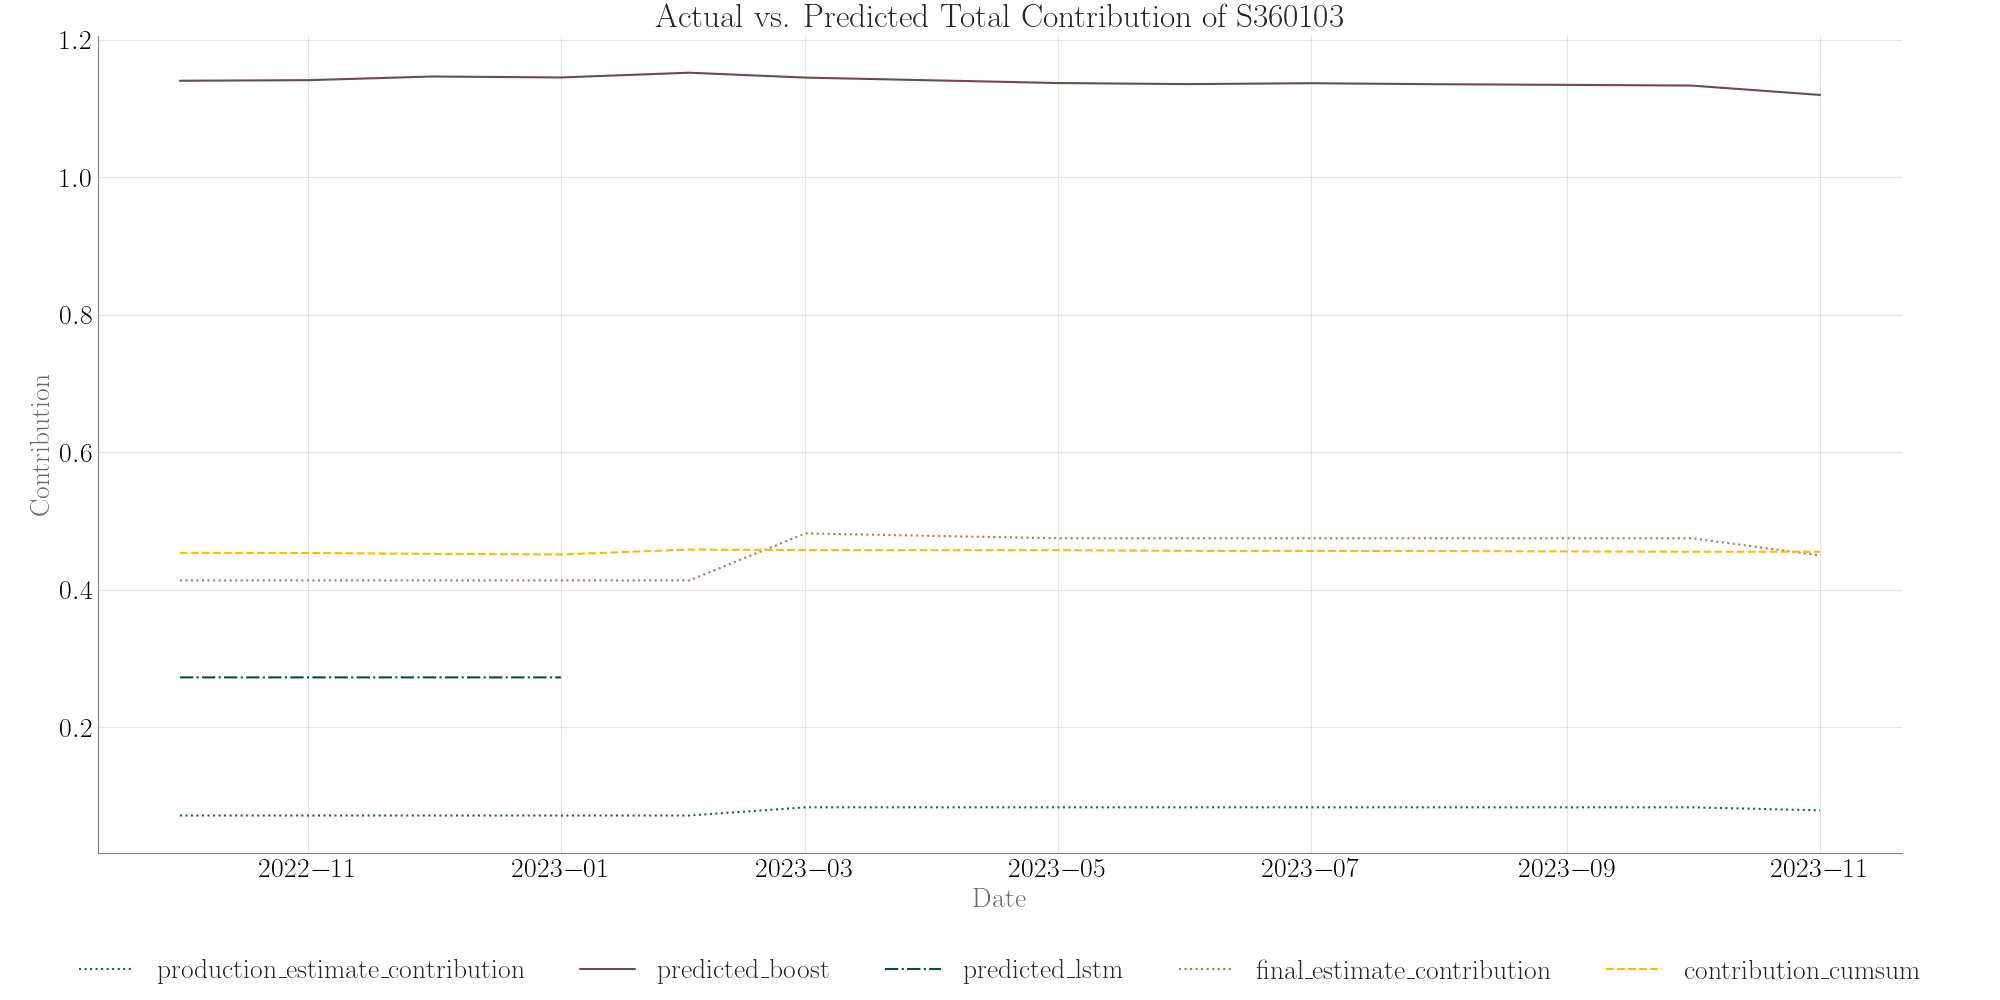 Actual vs. Predicted Total Contribution of S360103
1.2
1.0
0.8
0.6
0.4
0.2
Contribution
2022−11 2023−01 2023−03 2023−05 2023−07 2023−09 2023−11
Date
production_estimate_contribution predicted_boost predicted_lstm final_estimate_contribution contribution_cumsum